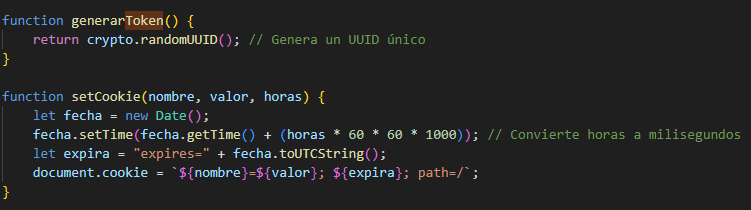 function generarToken() {
    return crypto.randomUUID(); // Genera un UUID único
}

function setCookie(nombre, valor, horas) {
    let fecha = new Date();
    fecha.setTime(fecha.getTime() + (horas * 60 * 60 * 1000)); // Convierte horas a milisegundos
    let expira = "expires=" + fecha.toUTCString();
    document.cookie = `${nombre}=${valor}; ${expira}; path=/`;
}